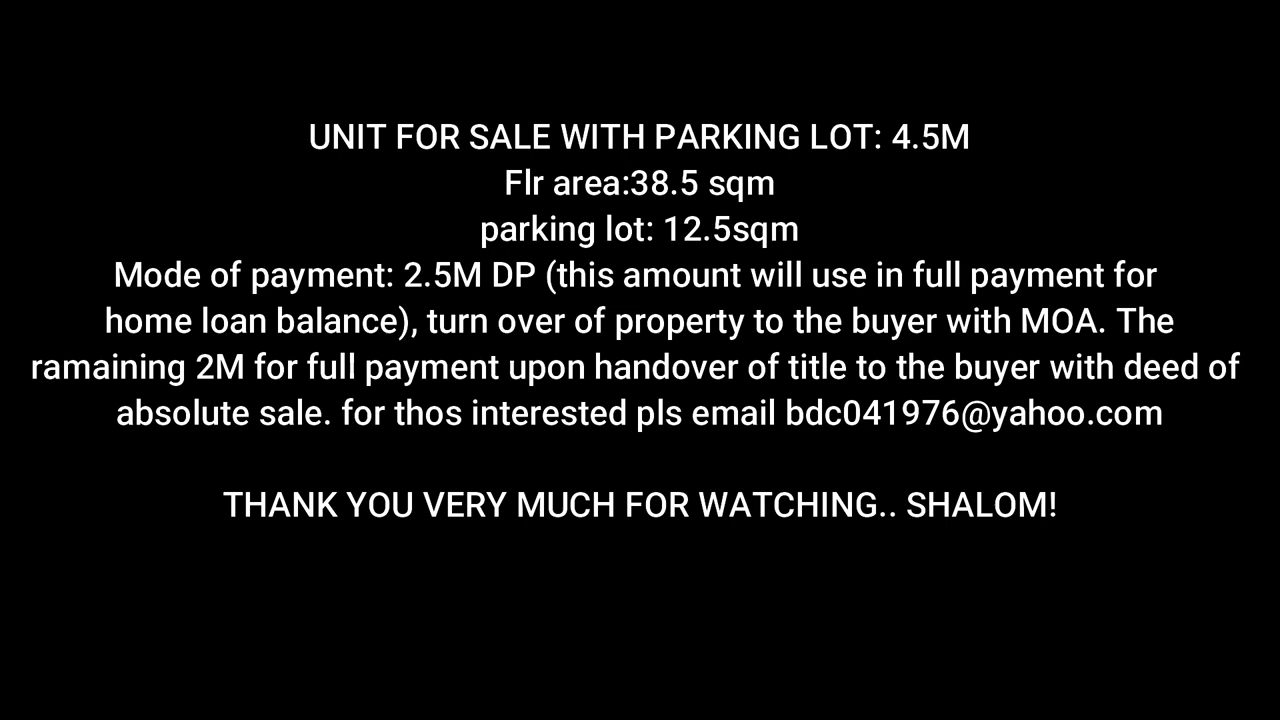 UNIT FOR SALE WITH PARKING LOT: 4.5M
Flr area:38.5 sqm
parking lot: 12.5sqm
Mode of payment: 2.5M DP (this amount will use in full payment for
home loan balance), turn over of property to the buyer with MOA. The
ramaining 2M for full payment upon handover of title to the buyer with deed of
absolute sale. for thos interested pls email bdc041976@yahoo.com
THANK YOU VERY MUCH FOR WATCHING.. SHALOM!